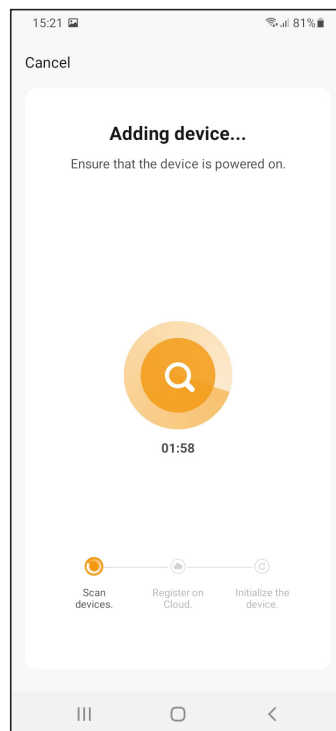 15:21 81%
Cancel
Adding device...
Ensure that the device is powered on.
01:58
Scan devices.
Register on Cloud.
Initialize the device.